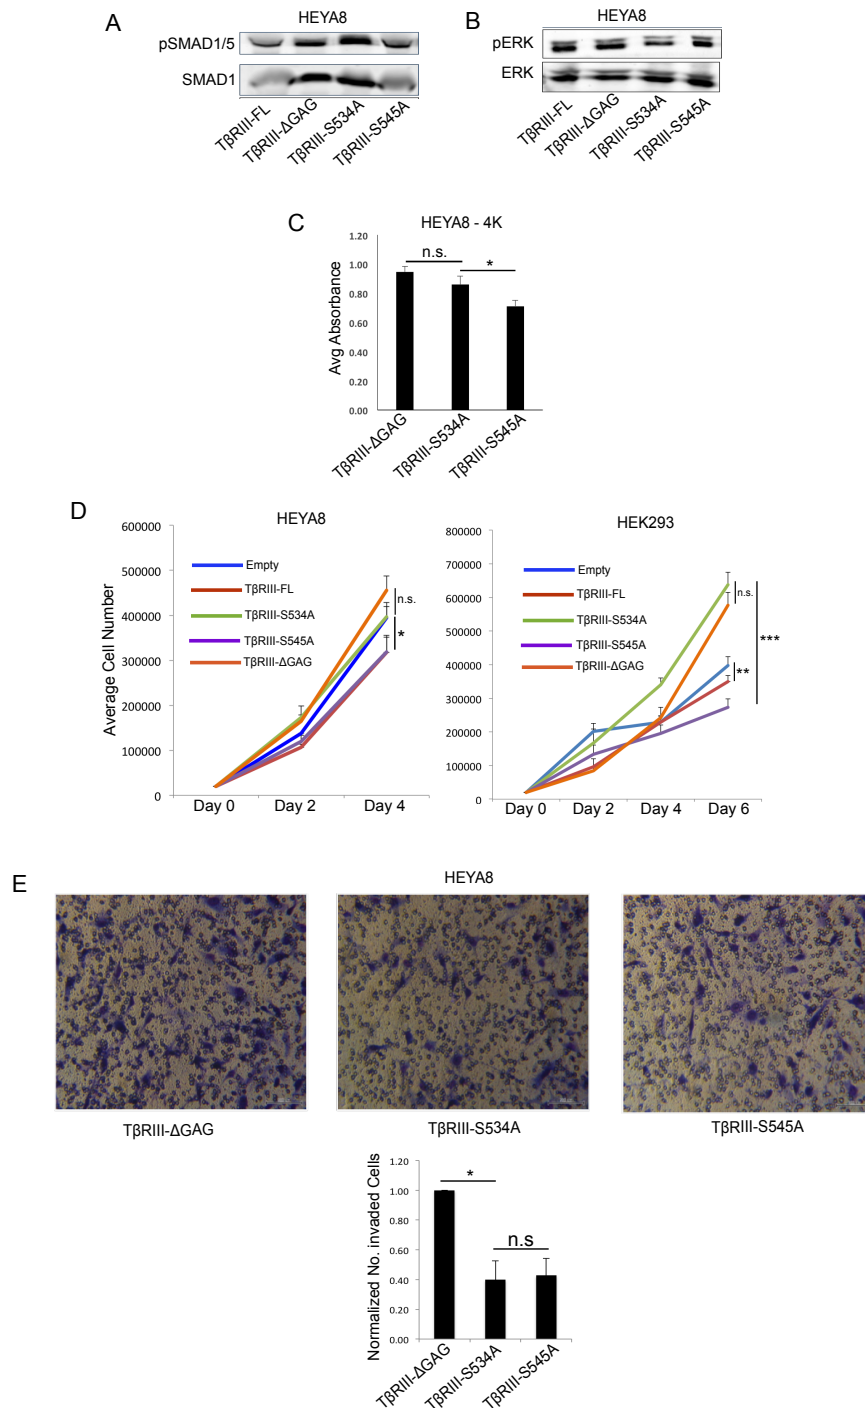 A
HEYA8
pSMAD1/5
SMAD1
TβRIII-FL
TβRIII-ΔGAG
TβRIII-S534A
TβRIII-S545A
B
HEYA8
pERK
ERK
TβRIII-FL
TβRIII-ΔGAG
TβRIII-S534A
TβRIII-S545A
C
HEYA8 - 4K
Avg Absorbance
1.20
1.00
0.80
0.60
0.40
0.20
0.00
n.s.
*
TβRIII-ΔGAG
TβRIII-S534A
TβRIII-S545A
D
HEYA8
Average Cell Number
600000
500000
400000
300000
200000
100000
0
Empty
TβRIII-FL
TβRIII-S534A
TβRIII-S545A
TβRIII-ΔGAG
n.s.
*
Day 0 Day 2 Day 4
HEK293
800000
700000
600000
500000
400000
300000
200000
100000
0
Empty
TβRIII-FL
TβRIII-S534A
TβRIII-S545A
TβRIII-ΔGAG
n.s.
***
**
Day 0 Day 2 Day 4 Day 6
E
HEYA8
TβRIII-ΔGAG
TβRIII-S534A
TβRIII-S545A
Normalized No. invaded Cells
1.20
1.00
0.80
0.60
0.40
0.20
0.00
*
n.s
TβRIII-ΔGAG
TβRIII-S534A
TβRIII-S545A